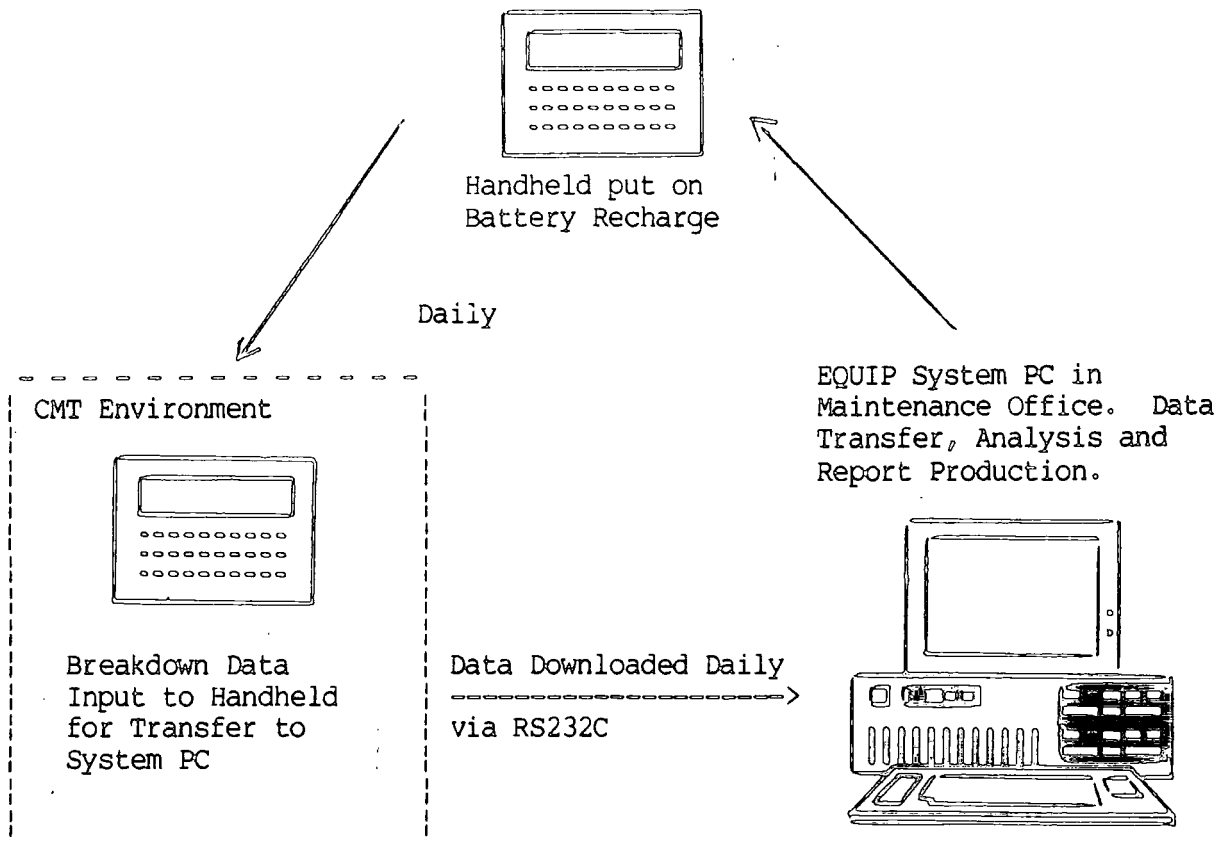 Handheld put on
Battery Recharge
Daily
CMT Environment
EQUIP System PC in
Maintenance Office. Data
Transfer, Analysis and
Report Production.
Breakdown Data
Input to Handheld
for Transfer to
System PC
Data Downloaded Daily
via RS232C